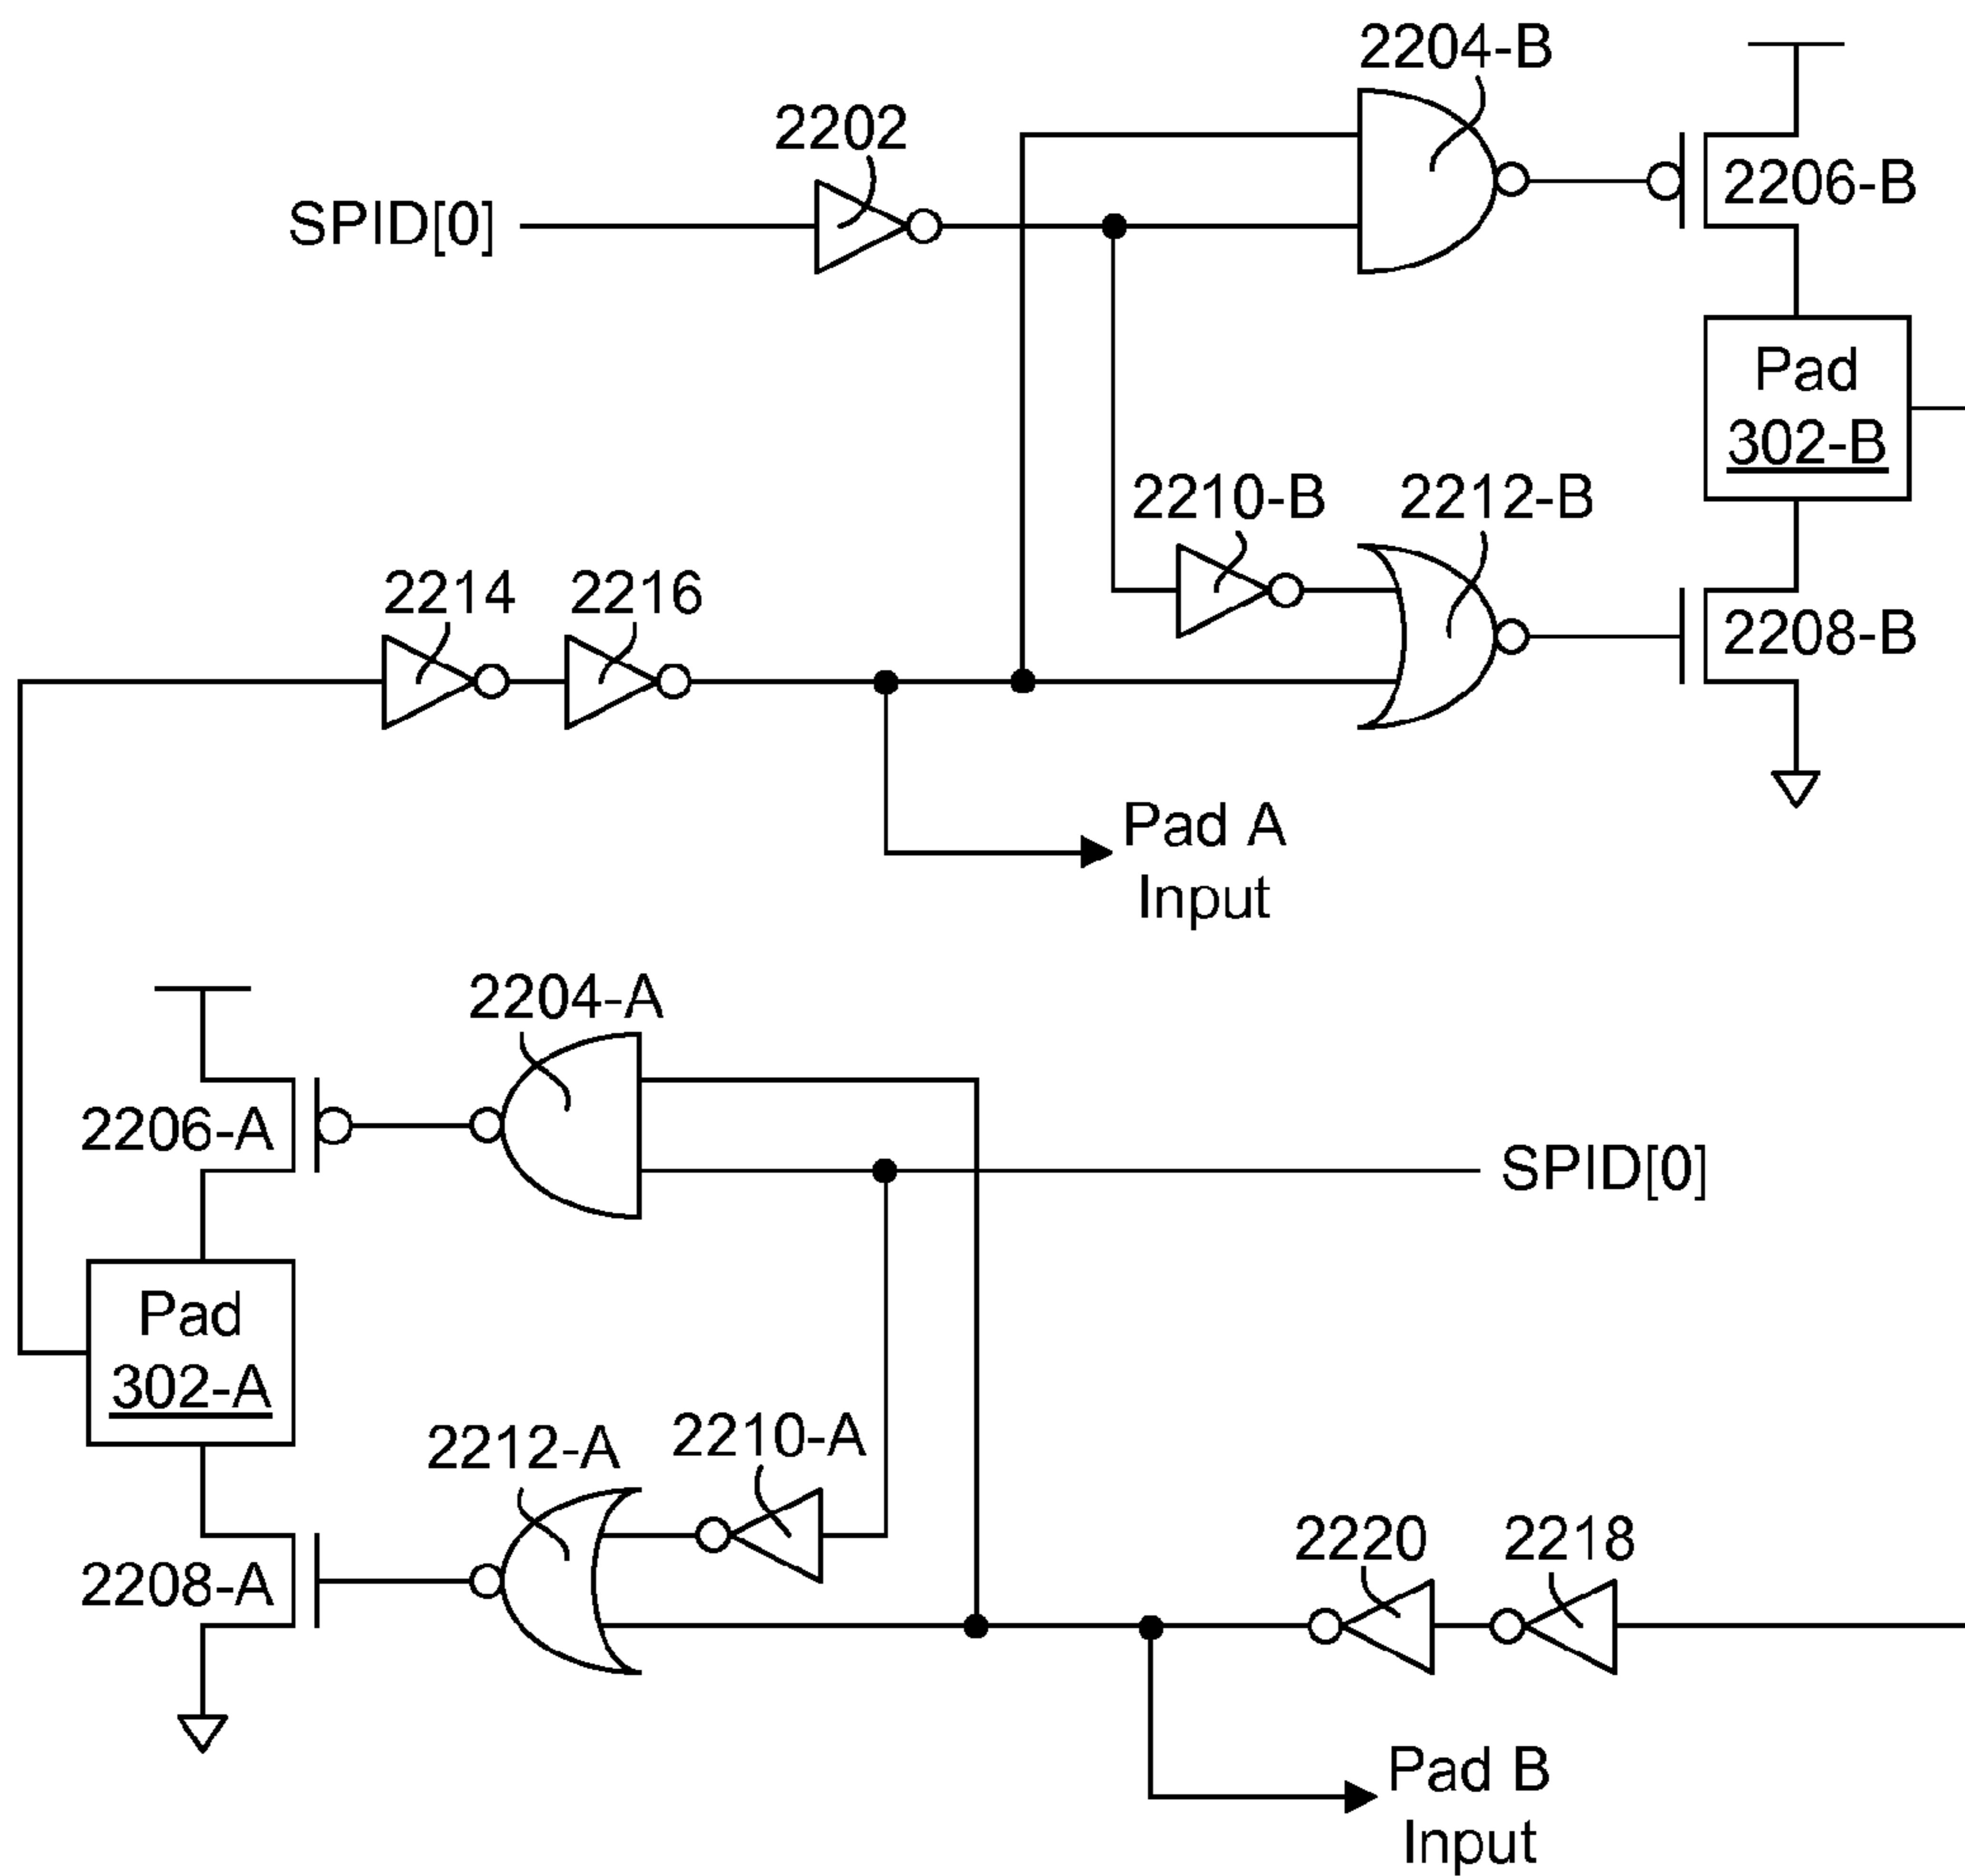 2204-B
2202
SPID[0]
2206-B
Pad
302-B
2210-B
2212-B
2214
2216
2208-B
Pad A
Input
2204-A
2206-A
SPID[0]
Pad
302-A
2212-A
2210-A
2220
2218
2208-A
Pad B
Input